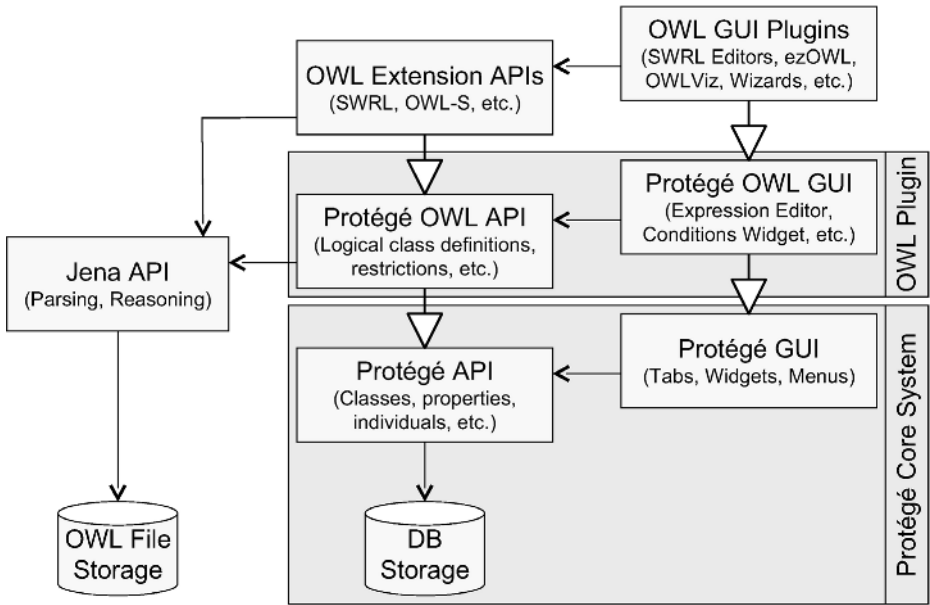 OWL GUI Plugins
(SWRL Editors, ezOWL,
OWLViz, Wizards, etc.)
OWL Extension APIs
(SWRL, OWL-S, etc.)
Protégé OWL GUI
(Expression Editor,
Conditions Widget, etc.)
Protégé OWL API
(Logical class definitions,
restrictions, etc.)
OWL Plugin
Jena API
(Parsing, Reasoning)
Protégé GUI
(Tabs, Widgets, Menus)
Protégé API
(Classes, properties,
individuals, etc.)
Protégé Core System
OWL File
Storage
DB
Storage